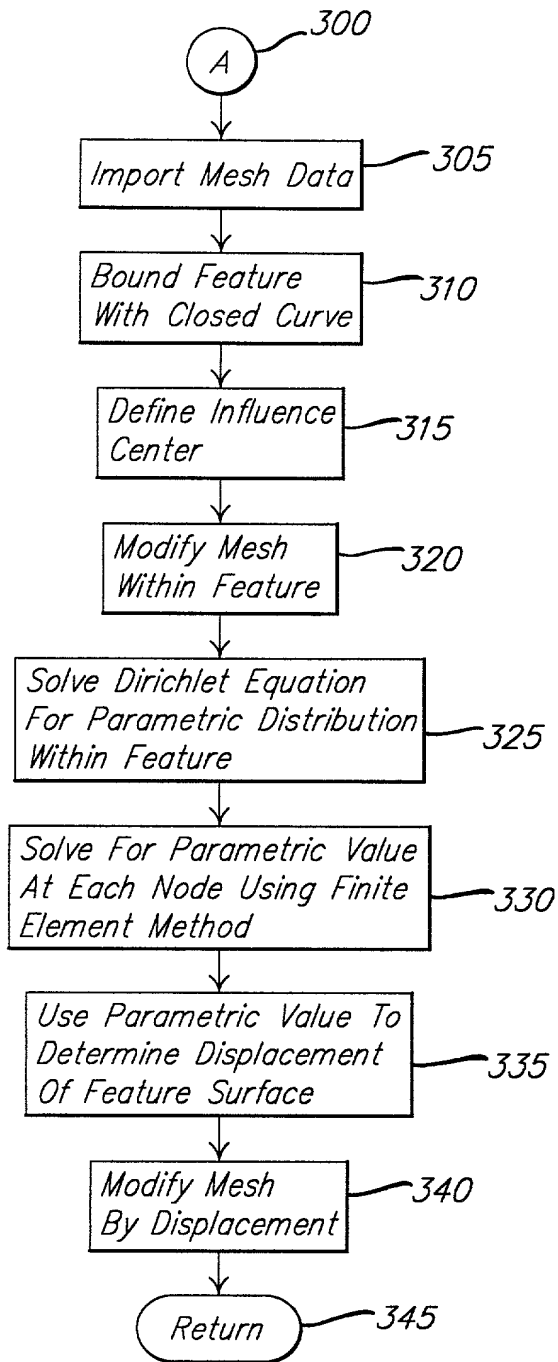 300
A
Import Mesh Data
305
Bound Feature
With Closed Curve
310
Define Influence
Center
315
Modify Mesh
Within Feature
320
Solve Dirichlet Equation
For Parametric Distribution
Within Feature
325
Solve For Parametric Value
At Each Node Using Finite
Element Method
330
Use Parametric Value To
Determine Displacement
Of Feature Surface
335
Modify Mesh
By Displacement
340
Return
345